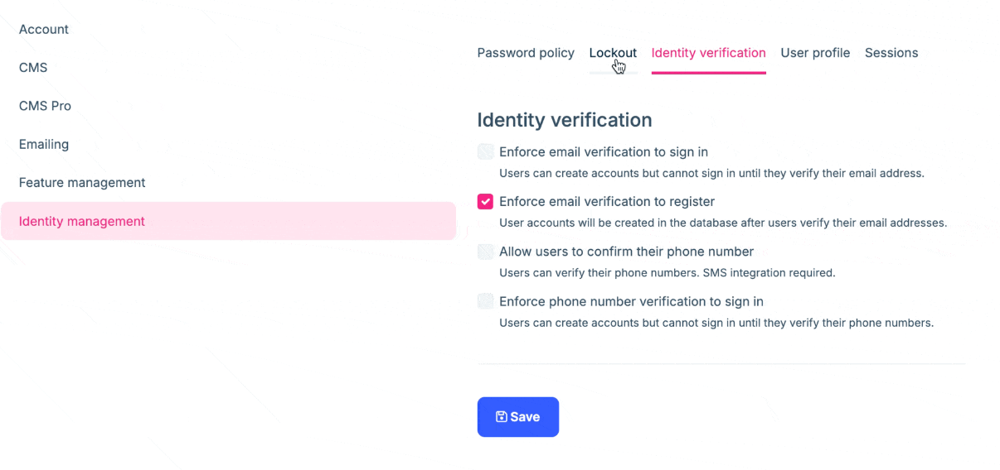 Account
CMS
CMS Pro
Emailing
Feature management
Identity management
Password policy Lockout Identity verification User profile Sessions
Identity verification
Enforce email verification to sign in
Users can create accounts but cannot sign in until they verify their email address.
Enforce email verification to register
User accounts will be created in the database after users verify their email addresses.
Allow users to confirm their phone number
Users can verify their phone numbers. SMS integration required.
Enforce phone number verification to sign in
Users can create accounts but cannot sign in until they verify their phone numbers.
Save